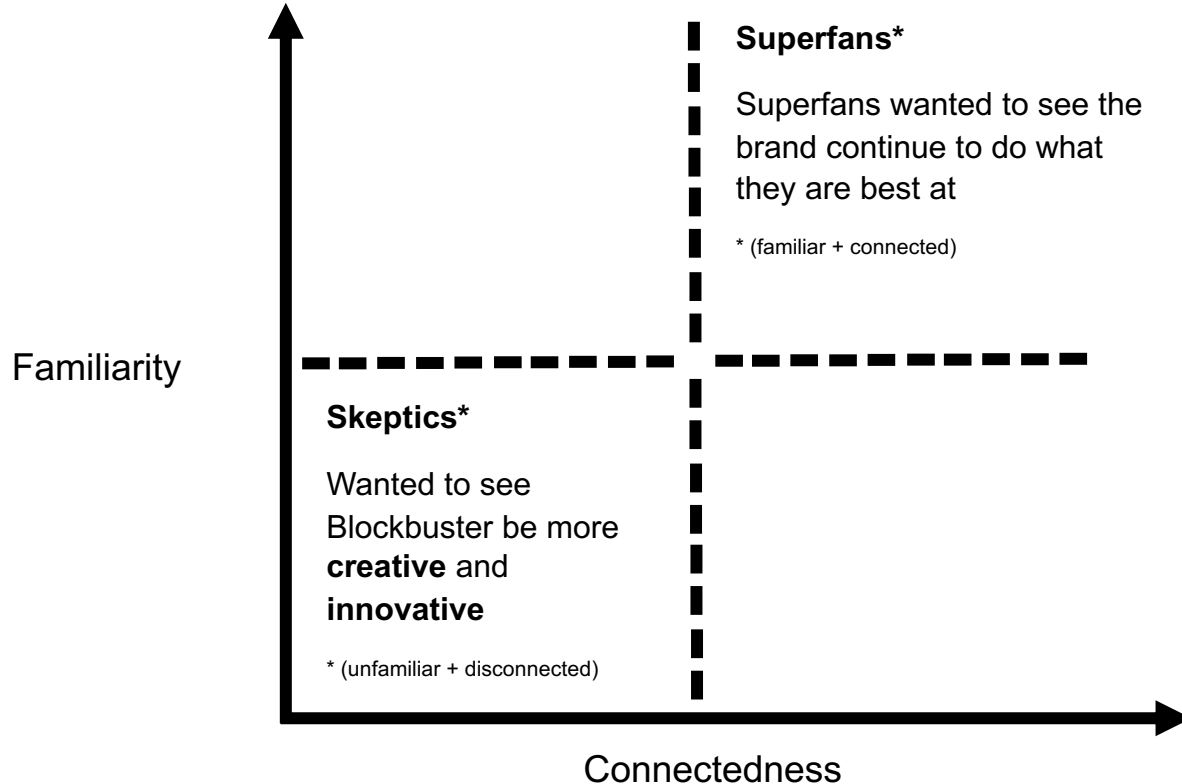 Superfans*
Superfans wanted to see the
brand continue to do what
they are best at
* (familiar + connected)
Familiarity
Skeptics*
Wanted to see
Blockbuster be more
creative and
innovative
* (unfamiliar + disconnected)
Connectedness